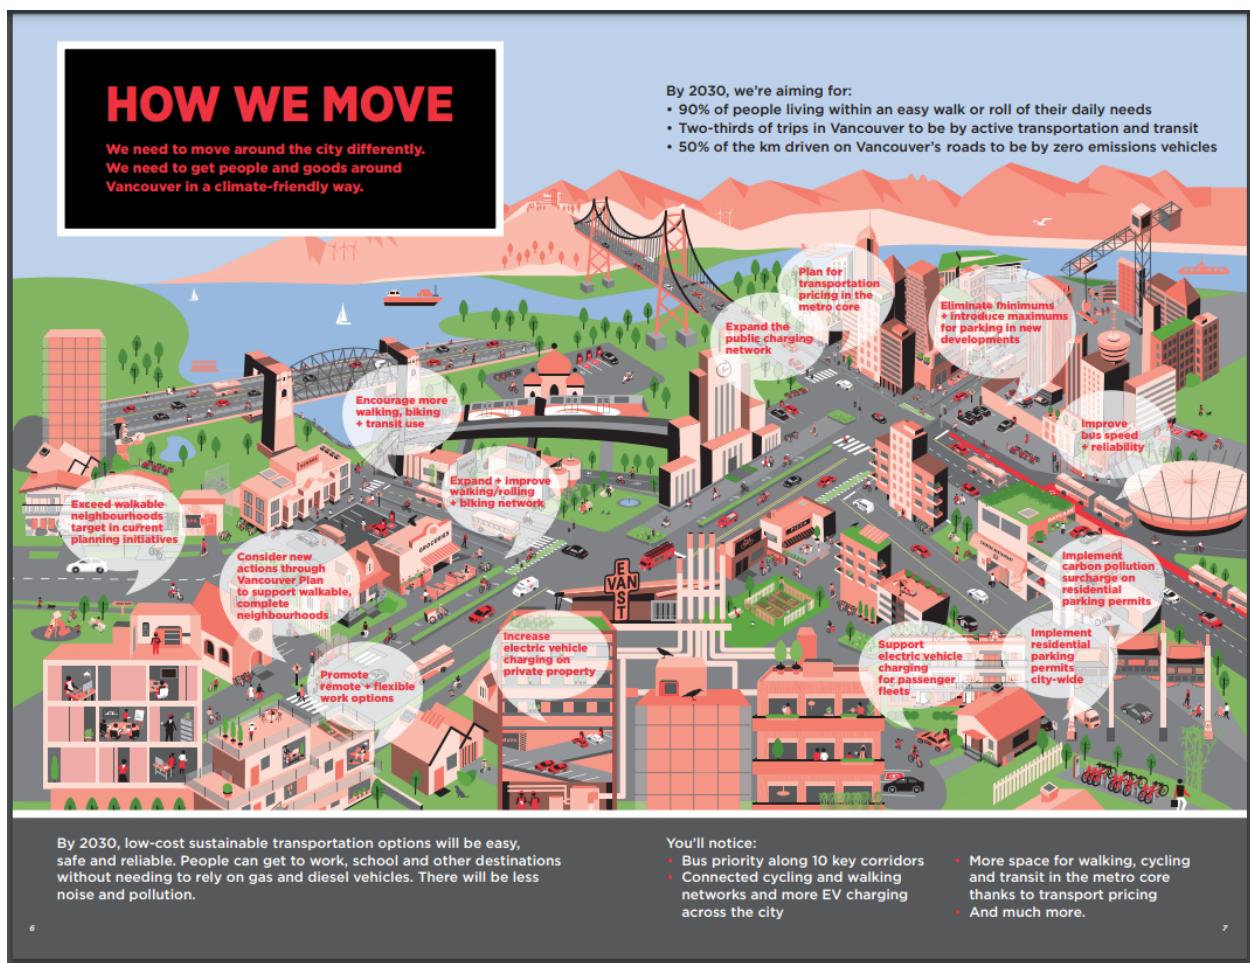 HOW WE MOVE
We need to move around the city differently.
We need to get people and goods around
Vancouver in a climate-friendly way.
By 2030, we're aiming for:
• 90% of people living within an easy walk or roll of their daily needs
• Two-thirds of trips in Vancouver to be by active transportation and transit
• 50% of the km driven on Vancouver's roads to be by zero emissions vehicles
Plan for
transportation
pricing in the
metro core
Expand the
public charging
network
Eliminate minimums
+ introduce maximums
for parking in new
developments
Encourage more
walking, biking
+ transit use
Improve
bus speed
+ reliability
Expand + improve
walking/rolling
+ biking network
Exceed walkable
neighbourhoods
target in current
planning initiatives
Consider new
actions through
Vancouver Plan
to support walkable,
complete
neighbourhoods
GROCERIES
PIZZA
EAST
VAN
Implement
carbon pollution
surcharge on
residential
parking permits
Increase
electric vehicle
charging on
private property
Support
electric vehicle
charging
for passenger
fleets
Implement
residential
parking
permits
city-wide
Promote
remote + flexible
work options
By 2030, low-cost sustainable transportation options will be easy,
safe and reliable. People can get to work, school and other destinations
without needing to rely on gas and diesel vehicles. There will be less
noise and pollution.
You'll notice:
• Bus priority along 10 key corridors
• Connected cycling and walking
networks and more EV charging
across the city
• More space for walking, cycling
and transit in the metro core
thanks to transport pricing
• And much more.
6
7